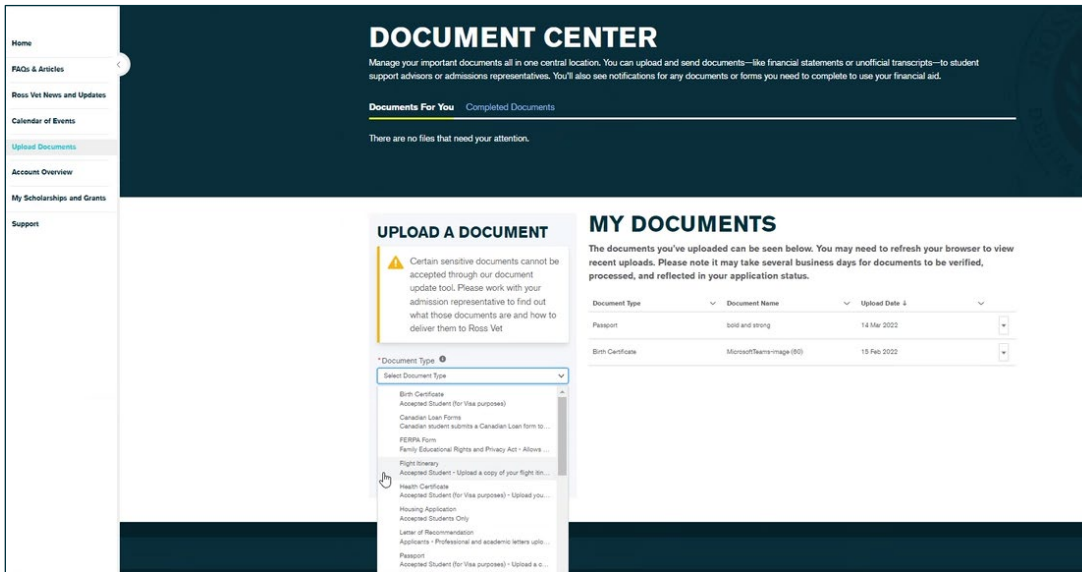 Home
FAQs & Articles
Ross Vet News and Updates
Calendar of Events
Upload Documents
Account Overview
My Scholarships and Grants
Support
DOCUMENT CENTER
Manage your important documents all in one central location. You can upload and send documents—like financial statements or unofficial transcripts—to student
support advisors or admissions representatives. You'll also see notifications for any documents or forms you need to complete to use your financial aid.
Documents For You Completed Documents
There are no files that need your attention.
UPLOAD A DOCUMENT
Certain sensitive documents cannot be
accepted through our document
update tool. Please work with your
admission representative to find out
what those documents are and how to
deliver them to Ross Vet
*Document Type
Select Document Type
Birth Certificate
Accepted Student (for Visa purposes)
Canadian Loan Forms
Canadian student submits a Canadian Loan form to...
FERPA Form
Family Educational Rights and Privacy Act - Allows ...
Flight Itinerary
Accepted Student - Upload a copy of your flight itin...
Health Certificate
Accepted Student (for Visa purposes) - Upload you...
Housing Application
Accepted Students Only
Letter of Recommendation
Applicants - Professional and academic letters uplo...
Passport
Accepted Student (for Visa purposes) - Upload a c...
MY DOCUMENTS
The documents you've uploaded can be seen below. You may need to refresh your browser to view
recent uploads. Please note it may take several business days for documents to be verified,
processed, and reflected in your application status.
Document Type Document Name Upload Date ↓
Passport bold and strong 14 Mar 2022
Birth Certificate MicrosoftTeams-image (60) 15 Feb 2022